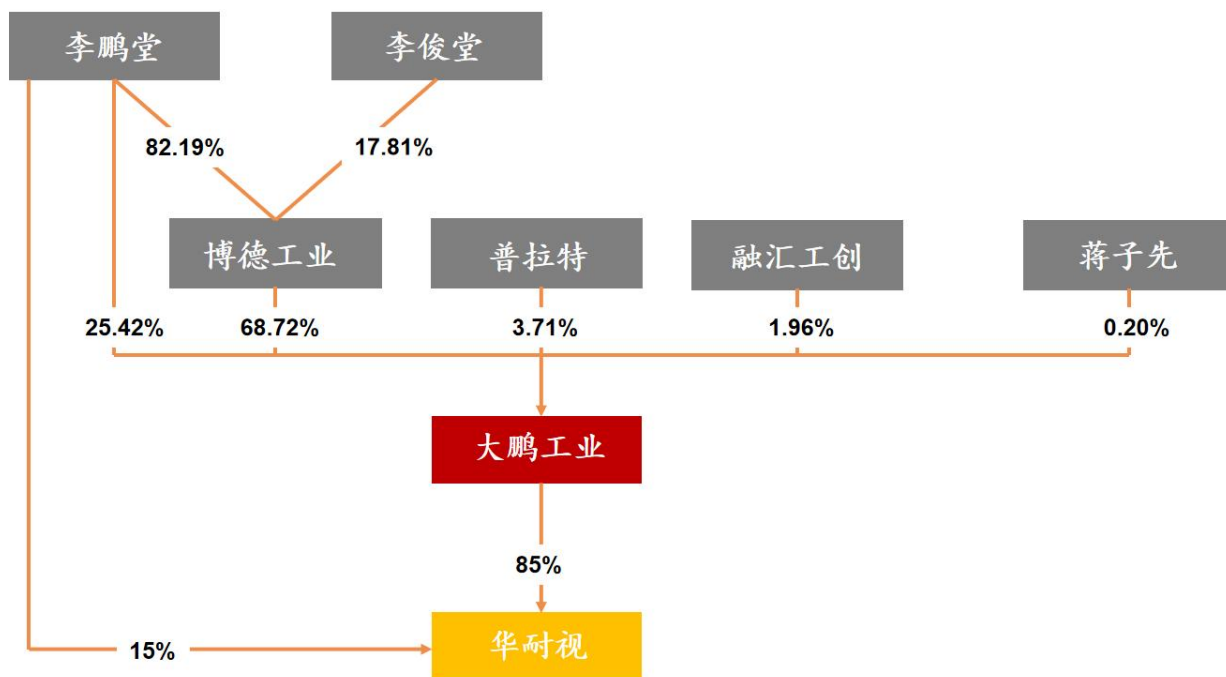 李鹏堂
李俊堂
82.19%
17.81%
博德工业
普拉特
融汇工创
蒋子先
25.42%
68.72%
3.71%
1.96%
0.20%
大鹏工业
85%
华耐视
15%